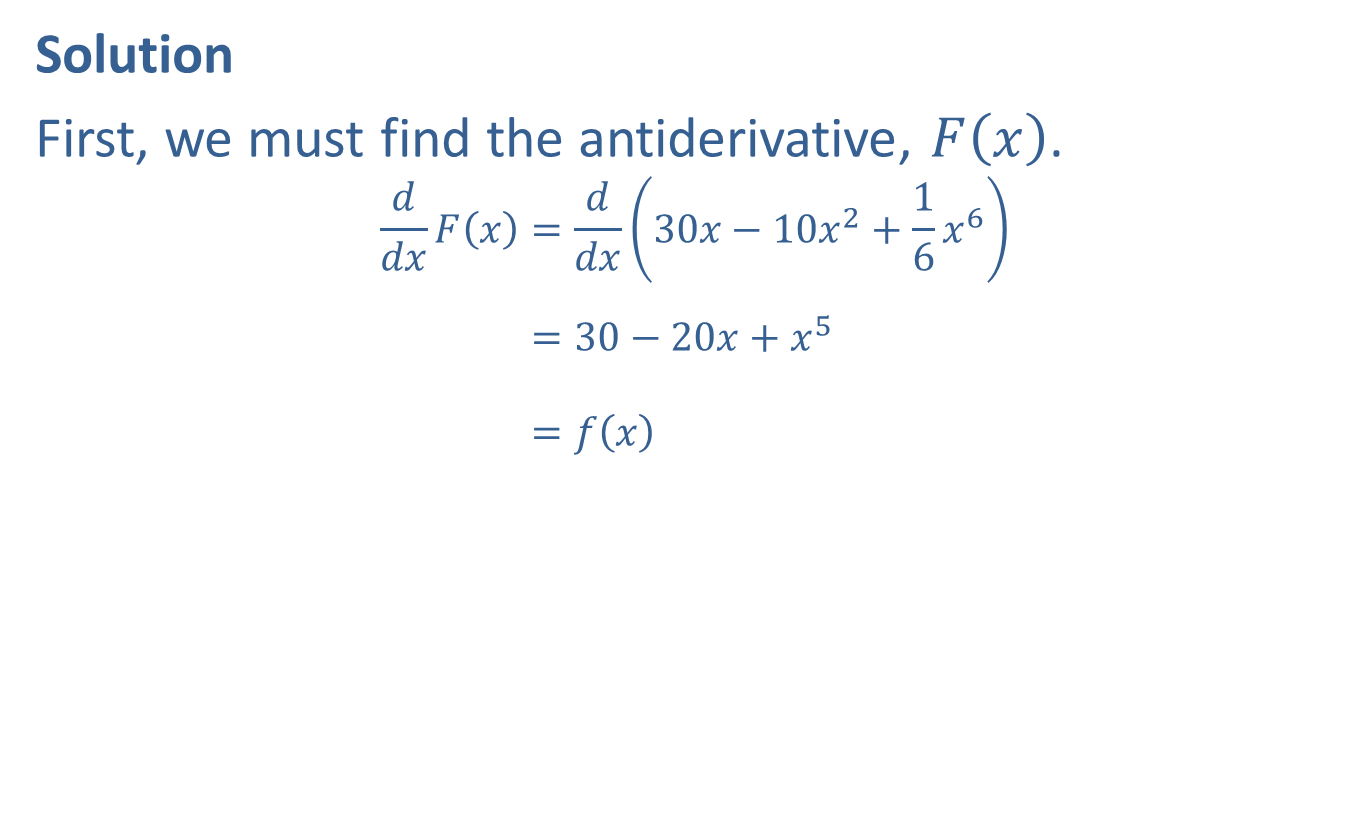 Solution
First, we must find the antiderivative, F(x).
d/dx F(x) = d/dx (30x − 10x² + 1/6 x⁶)
= 30 − 20x + x⁵
= f(x)